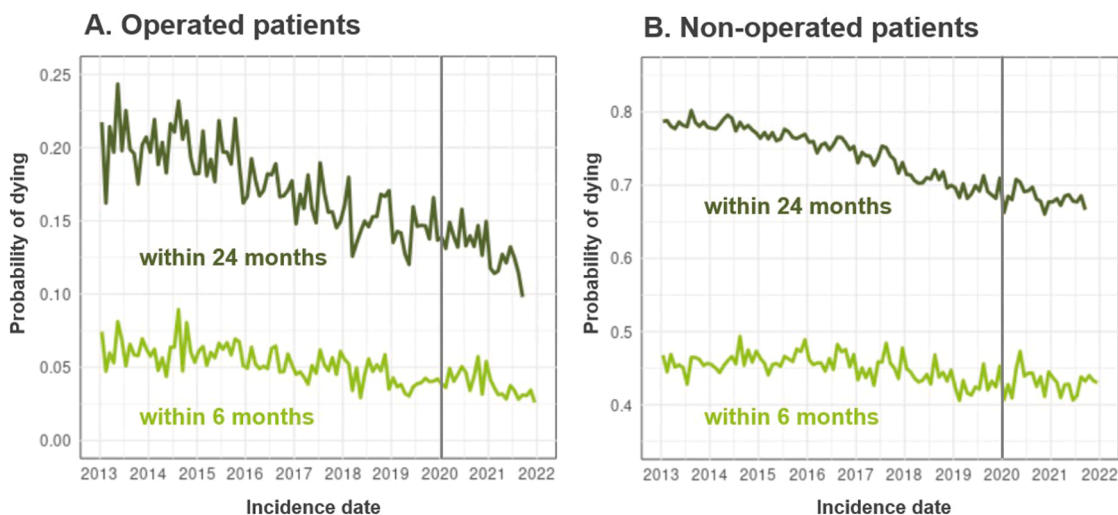 A. Operated patients
0.25
0.20
0.15
0.10
0.05
0.00
Probability of dying
within 24 months
within 6 months
2013 2014 2015 2016 2017 2018 2019 2020 2021 2022
Incidence date
B. Non-operated patients
0.8
0.7
0.6
0.5
0.4
Probability of dying
within 24 months
within 6 months
2013 2014 2015 2016 2017 2018 2019 2020 2021 2022
Incidence date